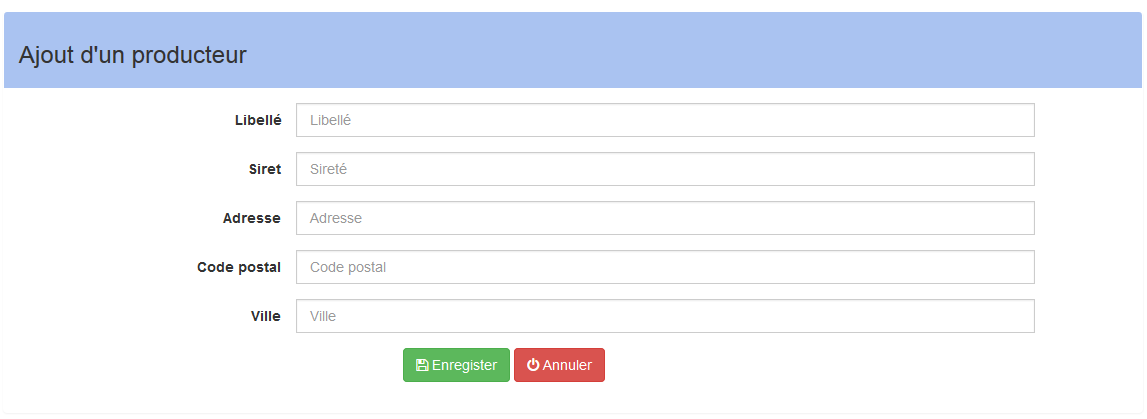 Ajout d'un producteur
Libellé Libellé
Siret Sireté
Adresse Adresse
Code postal Code postal
Ville Ville
Enregister Annuler